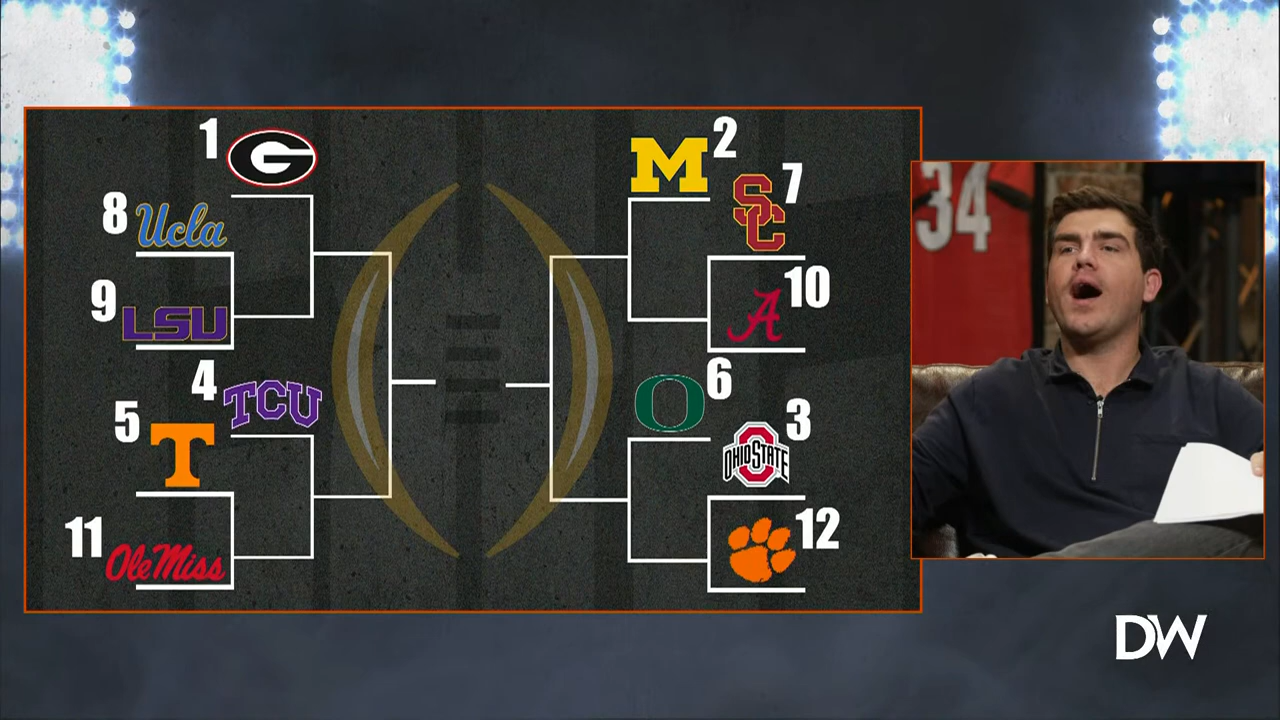 1
G
8 Ucla
9 LSU
4 TCU
5 T
11 Ole Miss
M 2
SC 7
A 10
O 6
OHIO STATE 3
12
34
DW